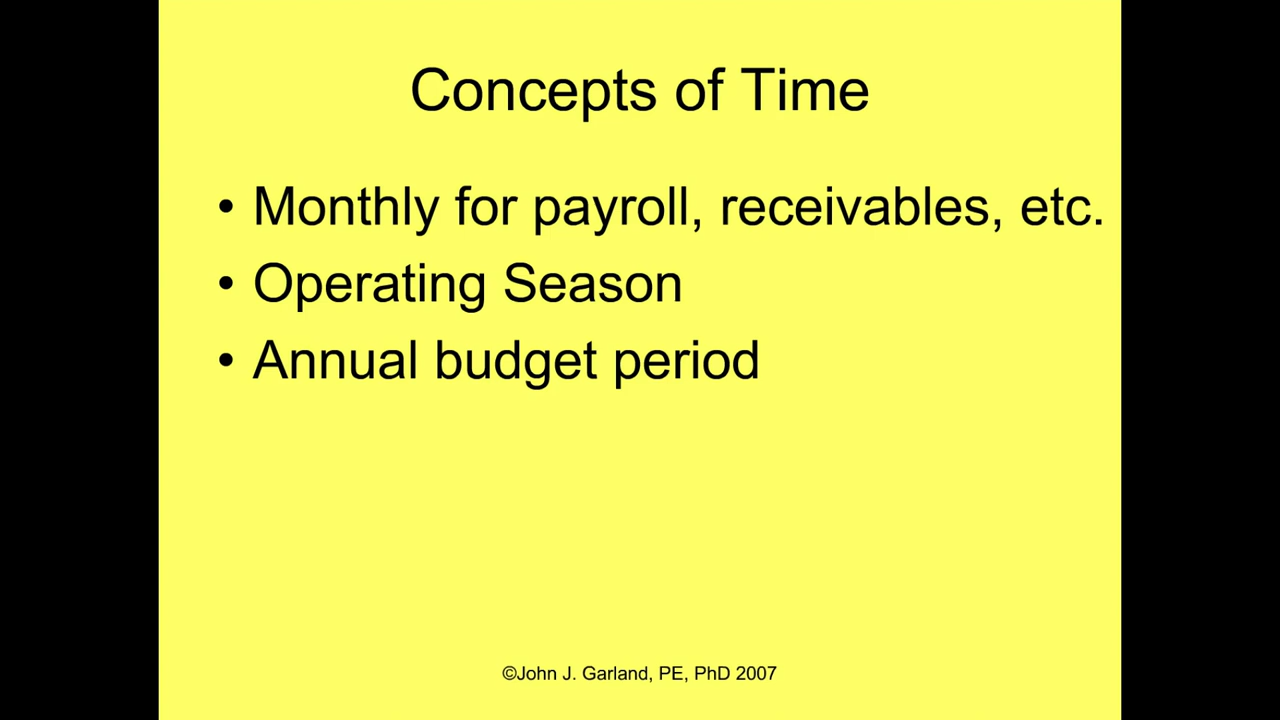 Concepts of Time
• Monthly for payroll, receivables, etc.
• Operating Season
• Annual budget period
©John J. Garland, PE, PhD 2007